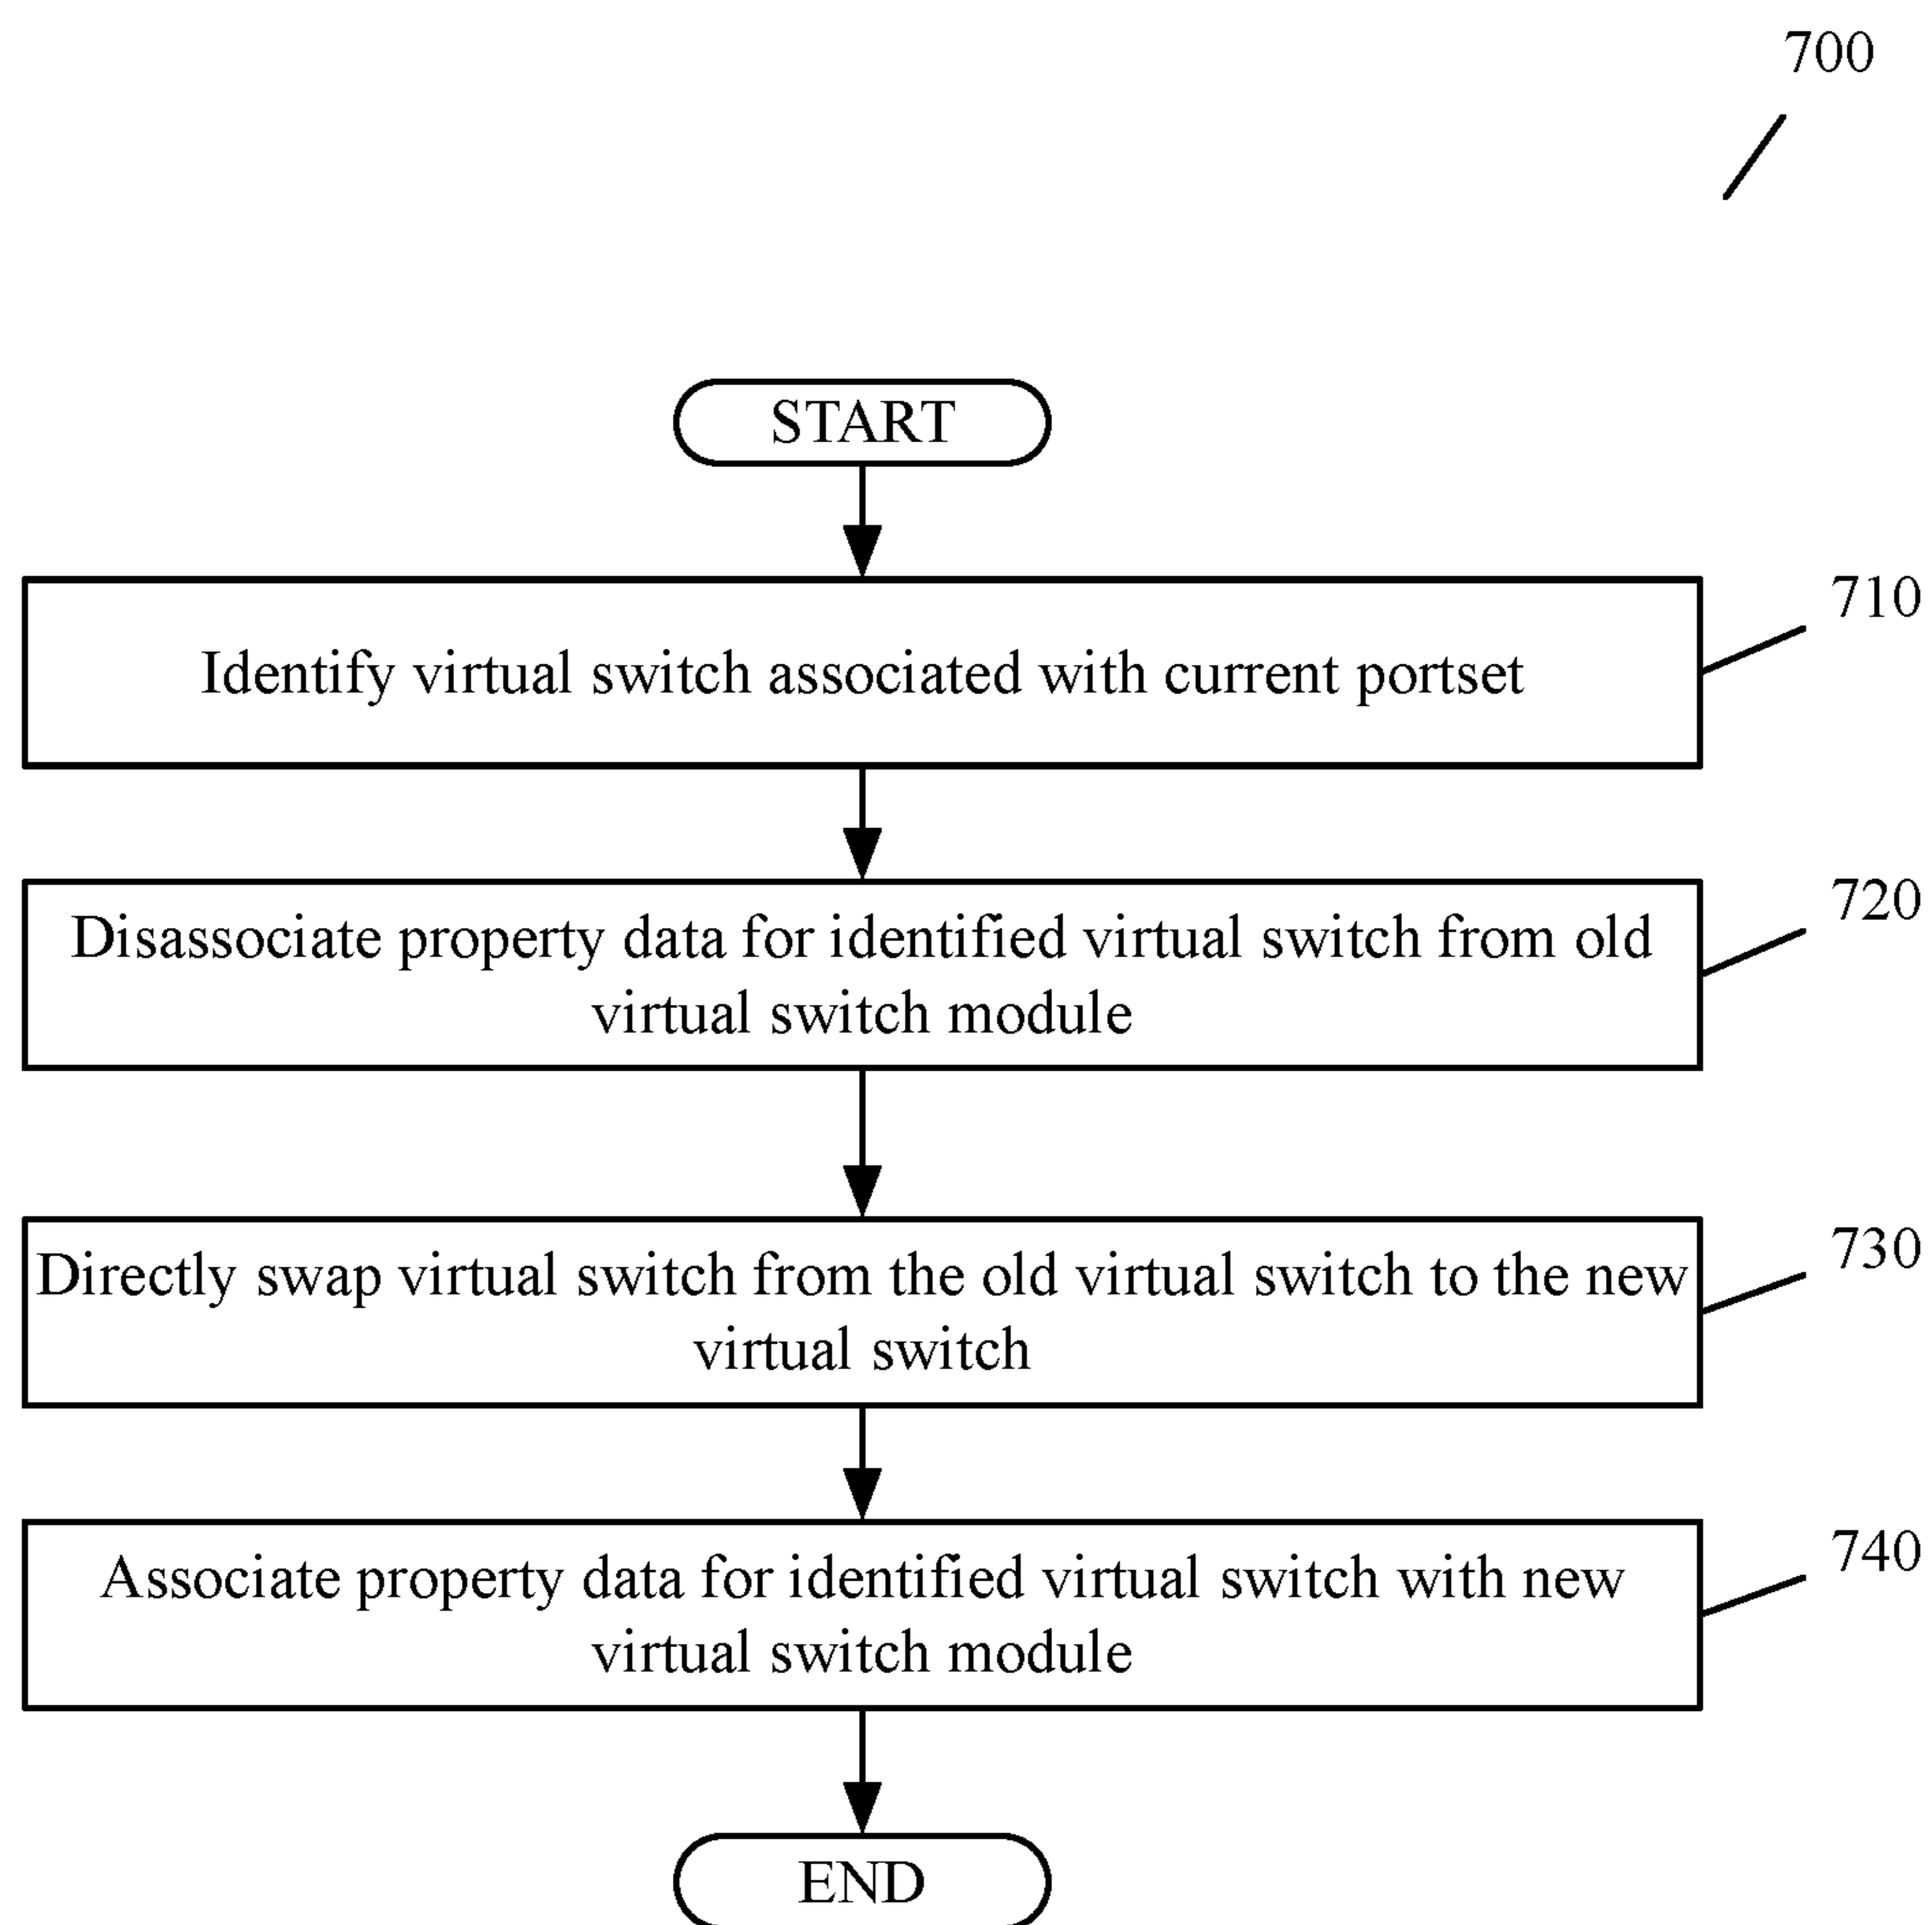 700
START
Identify virtual switch associated with current portset
710
Disassociate property data for identified virtual switch from old
virtual switch module
720
Directly swap virtual switch from the old virtual switch to the new
virtual switch
730
Associate property data for identified virtual switch with new
virtual switch module
740
END